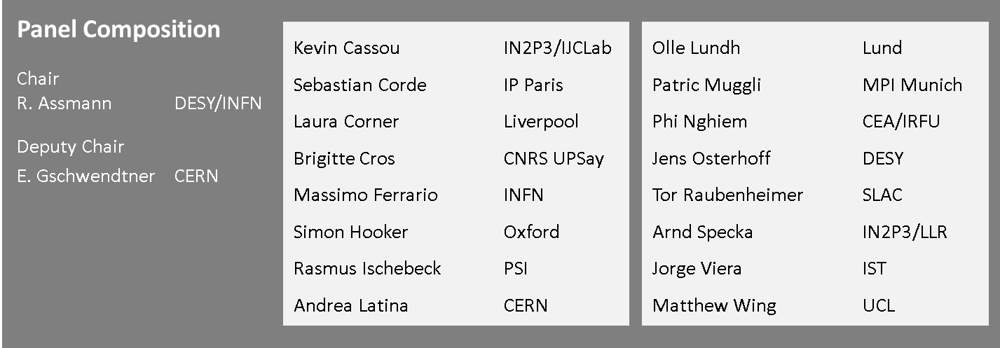 Panel Composition
Chair
R. Assmann DESY/INFN
Deputy Chair
E. Gschwendtner CERN
Kevin Cassou IN2P3/IJCLab
Sebastian Corde IP Paris
Laura Corner Liverpool
Brigitte Cros CNRS UPSay
Massimo Ferrario INFN
Simon Hooker Oxford
Rasmus Ischebeck PSI
Andrea Latina CERN
Olle Lundh Lund
Patric Muggli MPI Munich
Phi Nghiem CEA/IRFU
Jens Osterhoff DESY
Tor Raubenheimer SLAC
Arnd Specka IN2P3/LLR
Jorge Viera IST
Matthew Wing UCL